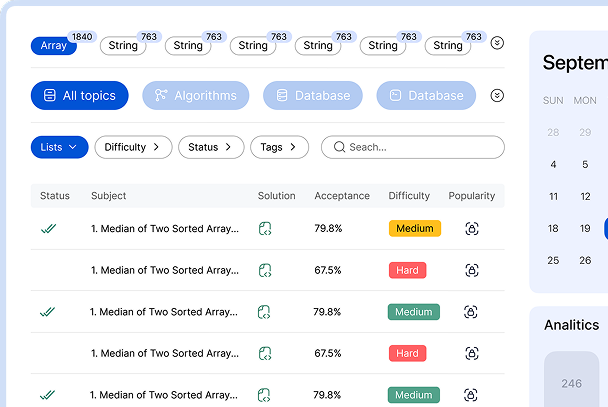 Array 1840 String 763 String 763 String 763 String 763 String 763 String 763
All topics Algorithms Database Database
Lists Difficulty Status Tags Seach...
Status Subject Solution Acceptance Difficulty Popularity
1. Median of Two Sorted Array... 79.8% Medium
1. Median of Two Sorted Array... 67.5% Hard
1. Median of Two Sorted Array... 79.8% Medium
1. Median of Two Sorted Array... 67.5% Hard
1. Median of Two Sorted Array... 79.8% Medium
Septem
SUN MON
28 29
4 5
11 12
18 19
25 26
Analitics
246